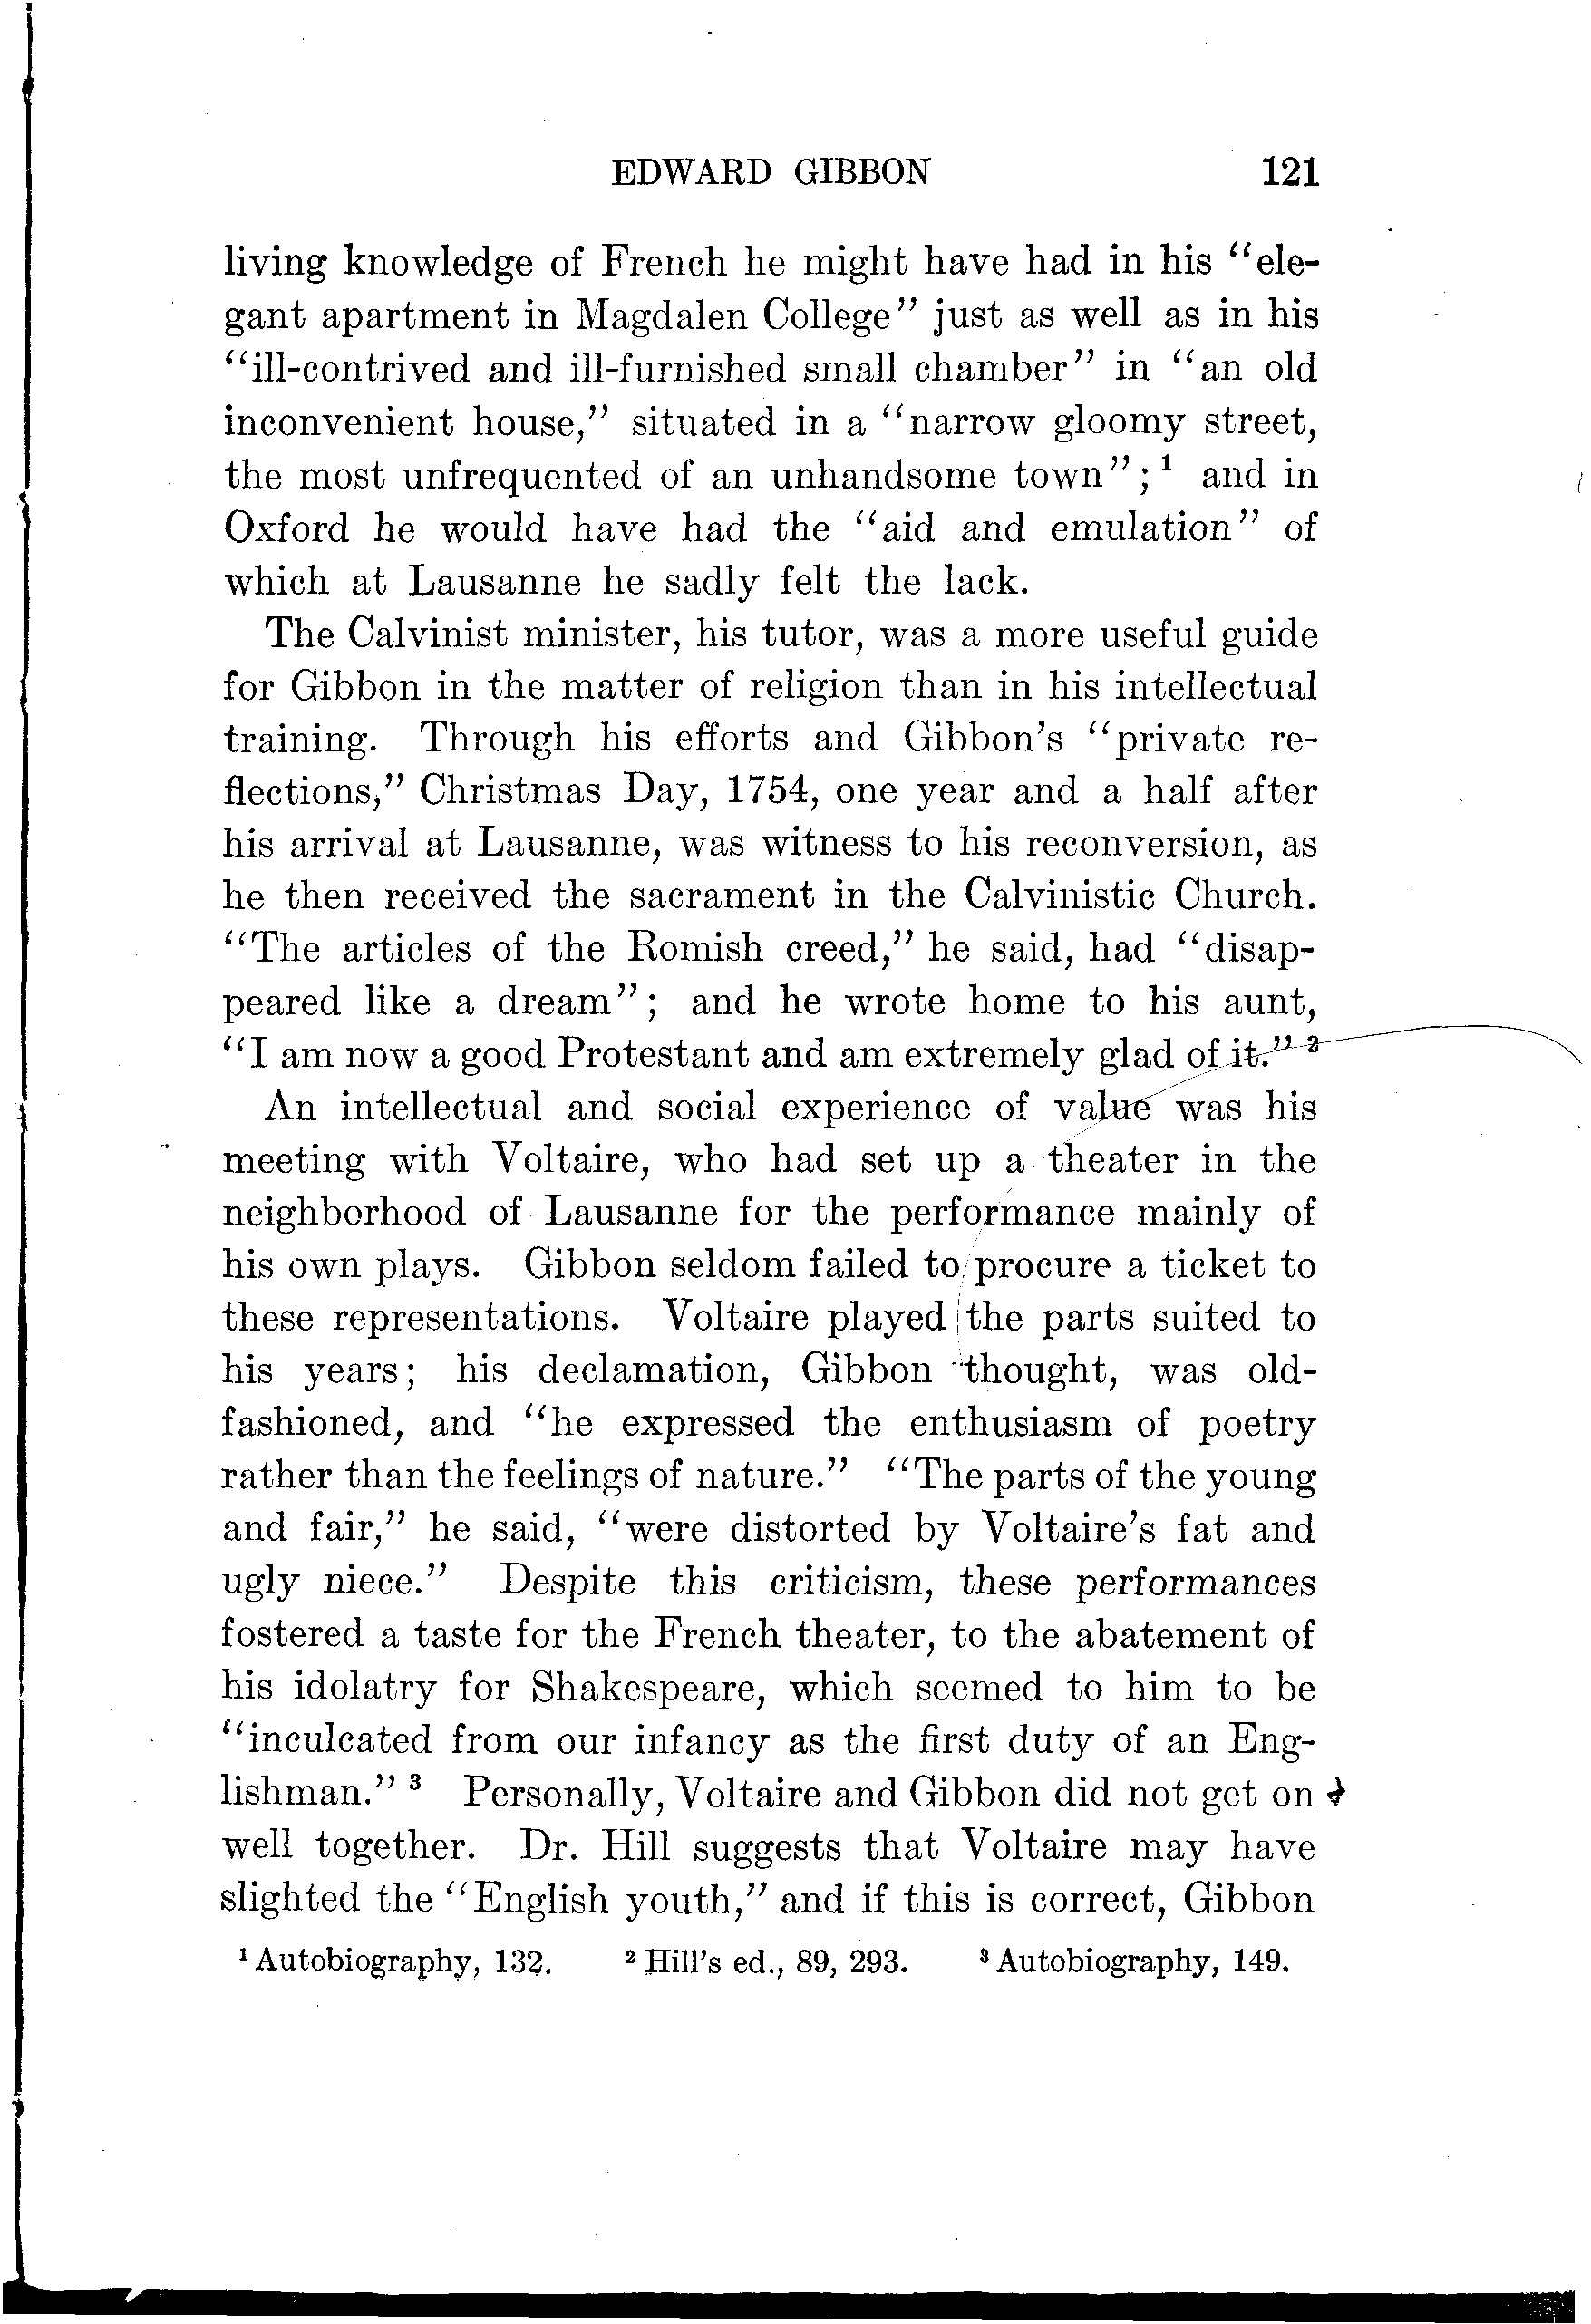 EDWARD GIBBON 121
living knowledge of French he might have had in his "ele-
gant apartment in Magdalen College" just as well as in his
"ill-contrived and ill-furnished small chamber" in "an old
inconvenient house," situated in a "narrow gloomy street,
the most unfrequented of an unhandsome town"; ¹ and in
Oxford he would have had the "aid and emulation" of
which at Lausanne he sadly felt the lack.
The Calvinist minister, his tutor, was a more useful guide
for Gibbon in the matter of religion than in his intellectual
training. Through his efforts and Gibbon's "private re-
flections," Christmas Day, 1754, one year and a half after
his arrival at Lausanne, was witness to his reconversion, as
he then received the sacrament in the Calvinistic Church.
"The articles of the Romish creed," he said, had "disap-
peared like a dream"; and he wrote home to his aunt,
"I am now a good Protestant and am extremely glad of it." ²
An intellectual and social experience of value was his
meeting with Voltaire, who had set up a theater in the
neighborhood of Lausanne for the performance mainly of
his own plays. Gibbon seldom failed to procure a ticket to
these representations. Voltaire played the parts suited to
his years; his declamation, Gibbon thought, was old-
fashioned, and "he expressed the enthusiasm of poetry
rather than the feelings of nature." "The parts of the young
and fair," he said, "were distorted by Voltaire's fat and
ugly niece." Despite this criticism, these performances
fostered a taste for the French theater, to the abatement of
his idolatry for Shakespeare, which seemed to him to be
"inculcated from our infancy as the first duty of an Eng-
lishman." ³ Personally, Voltaire and Gibbon did not get on
well together. Dr. Hill suggests that Voltaire may have
slighted the "English youth," and if this is correct, Gibbon
¹ Autobiography, 132. ² Hill's ed., 89, 293. ³ Autobiography, 149.